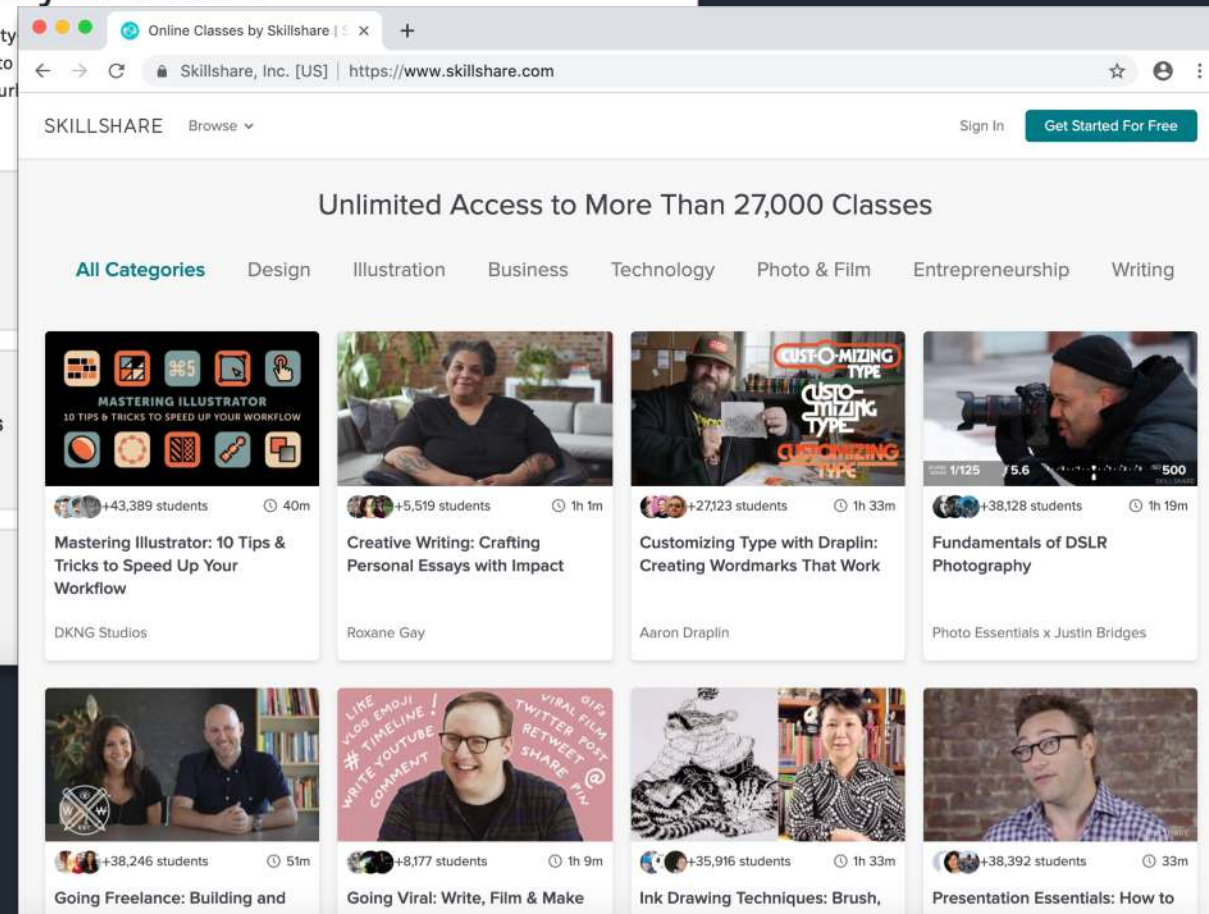 ty
to
url
s
Online Classes by Skillshare | S
Skillshare, Inc. [US] | https://www.skillshare.com
SKILLSHARE Browse
Sign In Get Started For Free
Unlimited Access to More Than 27,000 Classes
All Categories Design Illustration Business Technology Photo & Film Entrepreneurship Writing
⌘5
MASTERING ILLUSTRATOR
10 TIPS & TRICKS TO SPEED UP YOUR WORKFLOW
+43,389 students 40m
Mastering Illustrator: 10 Tips &
Tricks to Speed Up Your
Workflow
DKNG Studios
+5,519 students 1h 1m
Creative Writing: Crafting
Personal Essays with Impact
Roxane Gay
CUST-O-MIZING
TYPE
CUSTO-
MIZING
TYPE
CUSTOMIZING
TYPE
+27,123 students 1h 33m
Customizing Type with Draplin:
Creating Wordmarks That Work
Aaron Draplin
1/125 / 5.6 500
SKILLSHARE
+38,128 students 1h 19m
Fundamentals of DSLR
Photography
Photo Essentials x Justin Bridges
W W
EST
+38,246 students 51m
Going Freelance: Building and
LIKE
VLOG EMOJI
# TIMELINE !
WRITE YOUTUBE
COMMENT
VIRAL FILM GIFs
TWITTER POST
RETWEET
SHARE @
PIN
+8,177 students 1h 9m
Going Viral: Write, Film & Make
+35,916 students 1h 33m
Ink Drawing Techniques: Brush,
+38,392 students 33m
Presentation Essentials: How to